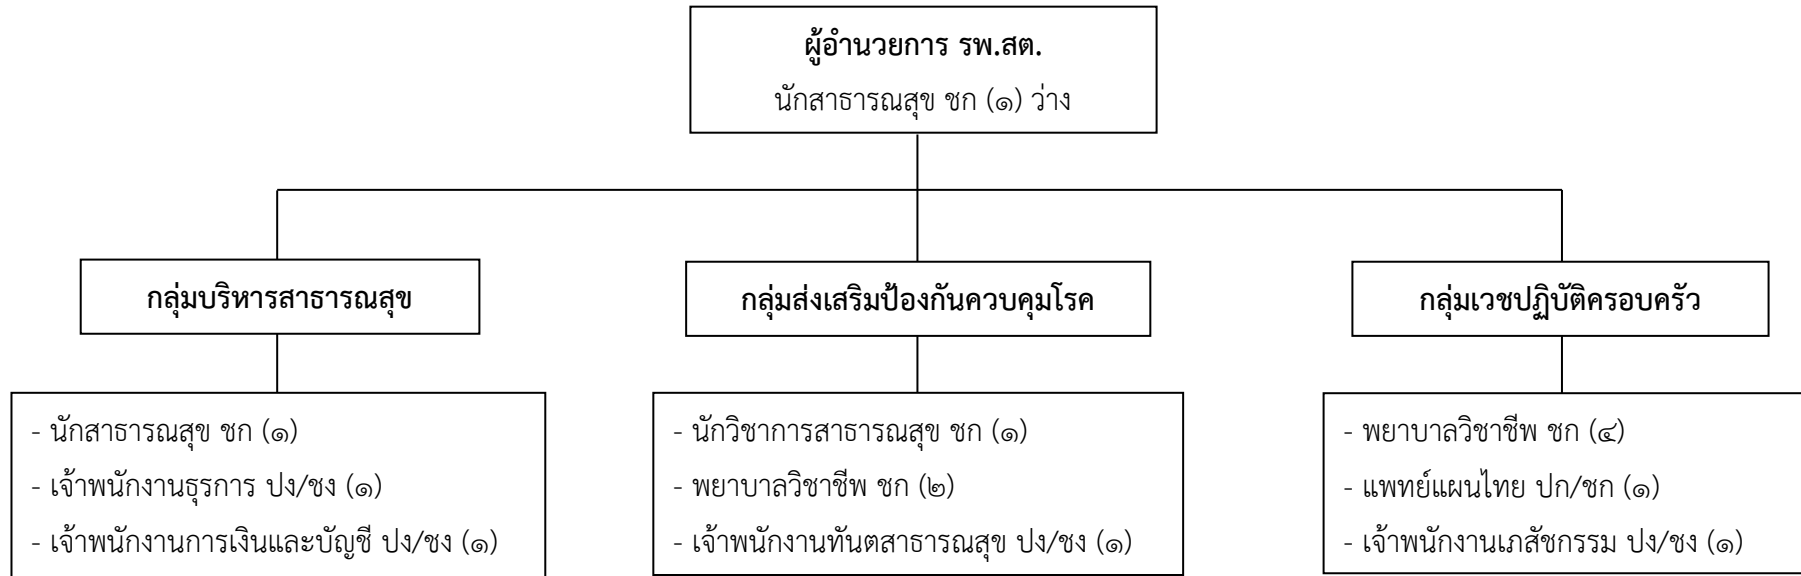 ผู้อำนวยการ รพ.สต.
นักสาธารณสุข ชก (๑) ว่าง
กลุ่มบริหารสาธารณสุข
- นักสาธารณสุข ชก (๑)
- เจ้าพนักงานธุรการ ปง/ชง (๑)
- เจ้าพนักงานการเงินและบัญชี ปง/ชง (๑)
กลุ่มส่งเสริมป้องกันควบคุมโรค
- นักวิชาการสาธารณสุข ชก (๑)
- พยาบาลวิชาชีพ ชก (๒)
- เจ้าพนักงานทันตสาธารณสุข ปง/ชง (๑)
กลุ่มเวชปฏิบัติครอบครัว
- พยาบาลวิชาชีพ ชก (๔)
- แพทย์แผนไทย ปก/ชก (๑)
- เจ้าพนักงานเภสัชกรรม ปง/ชง (๑)